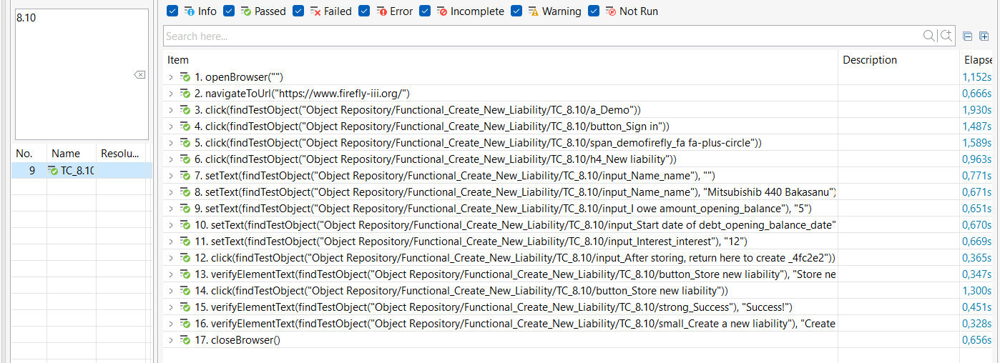 8.10
Info Passed Failed Error Incomplete Warning Not Run
Search here...
No. Name Resolu...
9 TC_8.10
Item Description Elapse
1. openBrowser("") 1,152s
2. navigateToUrl("https://www.firefly-iii.org/") 0,666s
3. click(findTestObject("Object Repository/Functional_Create_New_Liability/TC_8.10/a_Demo")) 1,930s
4. click(findTestObject("Object Repository/Functional_Create_New_Liability/TC_8.10/button_Sign in")) 1,487s
5. click(findTestObject("Object Repository/Functional_Create_New_Liability/TC_8.10/span_demofirefly_fa fa-plus-circle")) 1,589s
6. click(findTestObject("Object Repository/Functional_Create_New_Liability/TC_8.10/h4_New liability")) 0,963s
7. setText(findTestObject("Object Repository/Functional_Create_New_Liability/TC_8.10/input_Name_name"), "") 0,771s
8. setText(findTestObject("Object Repository/Functional_Create_New_Liability/TC_8.10/input_Name_name"), "Mitsubishib 440 Bakasanu") 0,671s
9. setText(findTestObject("Object Repository/Functional_Create_New_Liability/TC_8.10/input_I owe amount_opening_balance"), "5") 0,651s
10. setText(findTestObject("Object Repository/Functional_Create_New_Liability/TC_8.10/input_Start date of debt_opening_balance_date" 0,670s
11. setText(findTestObject("Object Repository/Functional_Create_New_Liability/TC_8.10/input_Interest_interest"), "12") 0,669s
12. click(findTestObject("Object Repository/Functional_Create_New_Liability/TC_8.10/input_After storing, return here to create _4fc2e2")) 0,365s
13. verifyElementText(findTestObject("Object Repository/Functional_Create_New_Liability/TC_8.10/button_Store new liability"), "Store ne 0,347s
14. click(findTestObject("Object Repository/Functional_Create_New_Liability/TC_8.10/button_Store new liability")) 1,300s
15. verifyElementText(findTestObject("Object Repository/Functional_Create_New_Liability/TC_8.10/strong_Success"), "Success!") 0,451s
16. verifyElementText(findTestObject("Object Repository/Functional_Create_New_Liability/TC_8.10/small_Create a new liability"), "Create 0,328s
17. closeBrowser() 0,656s